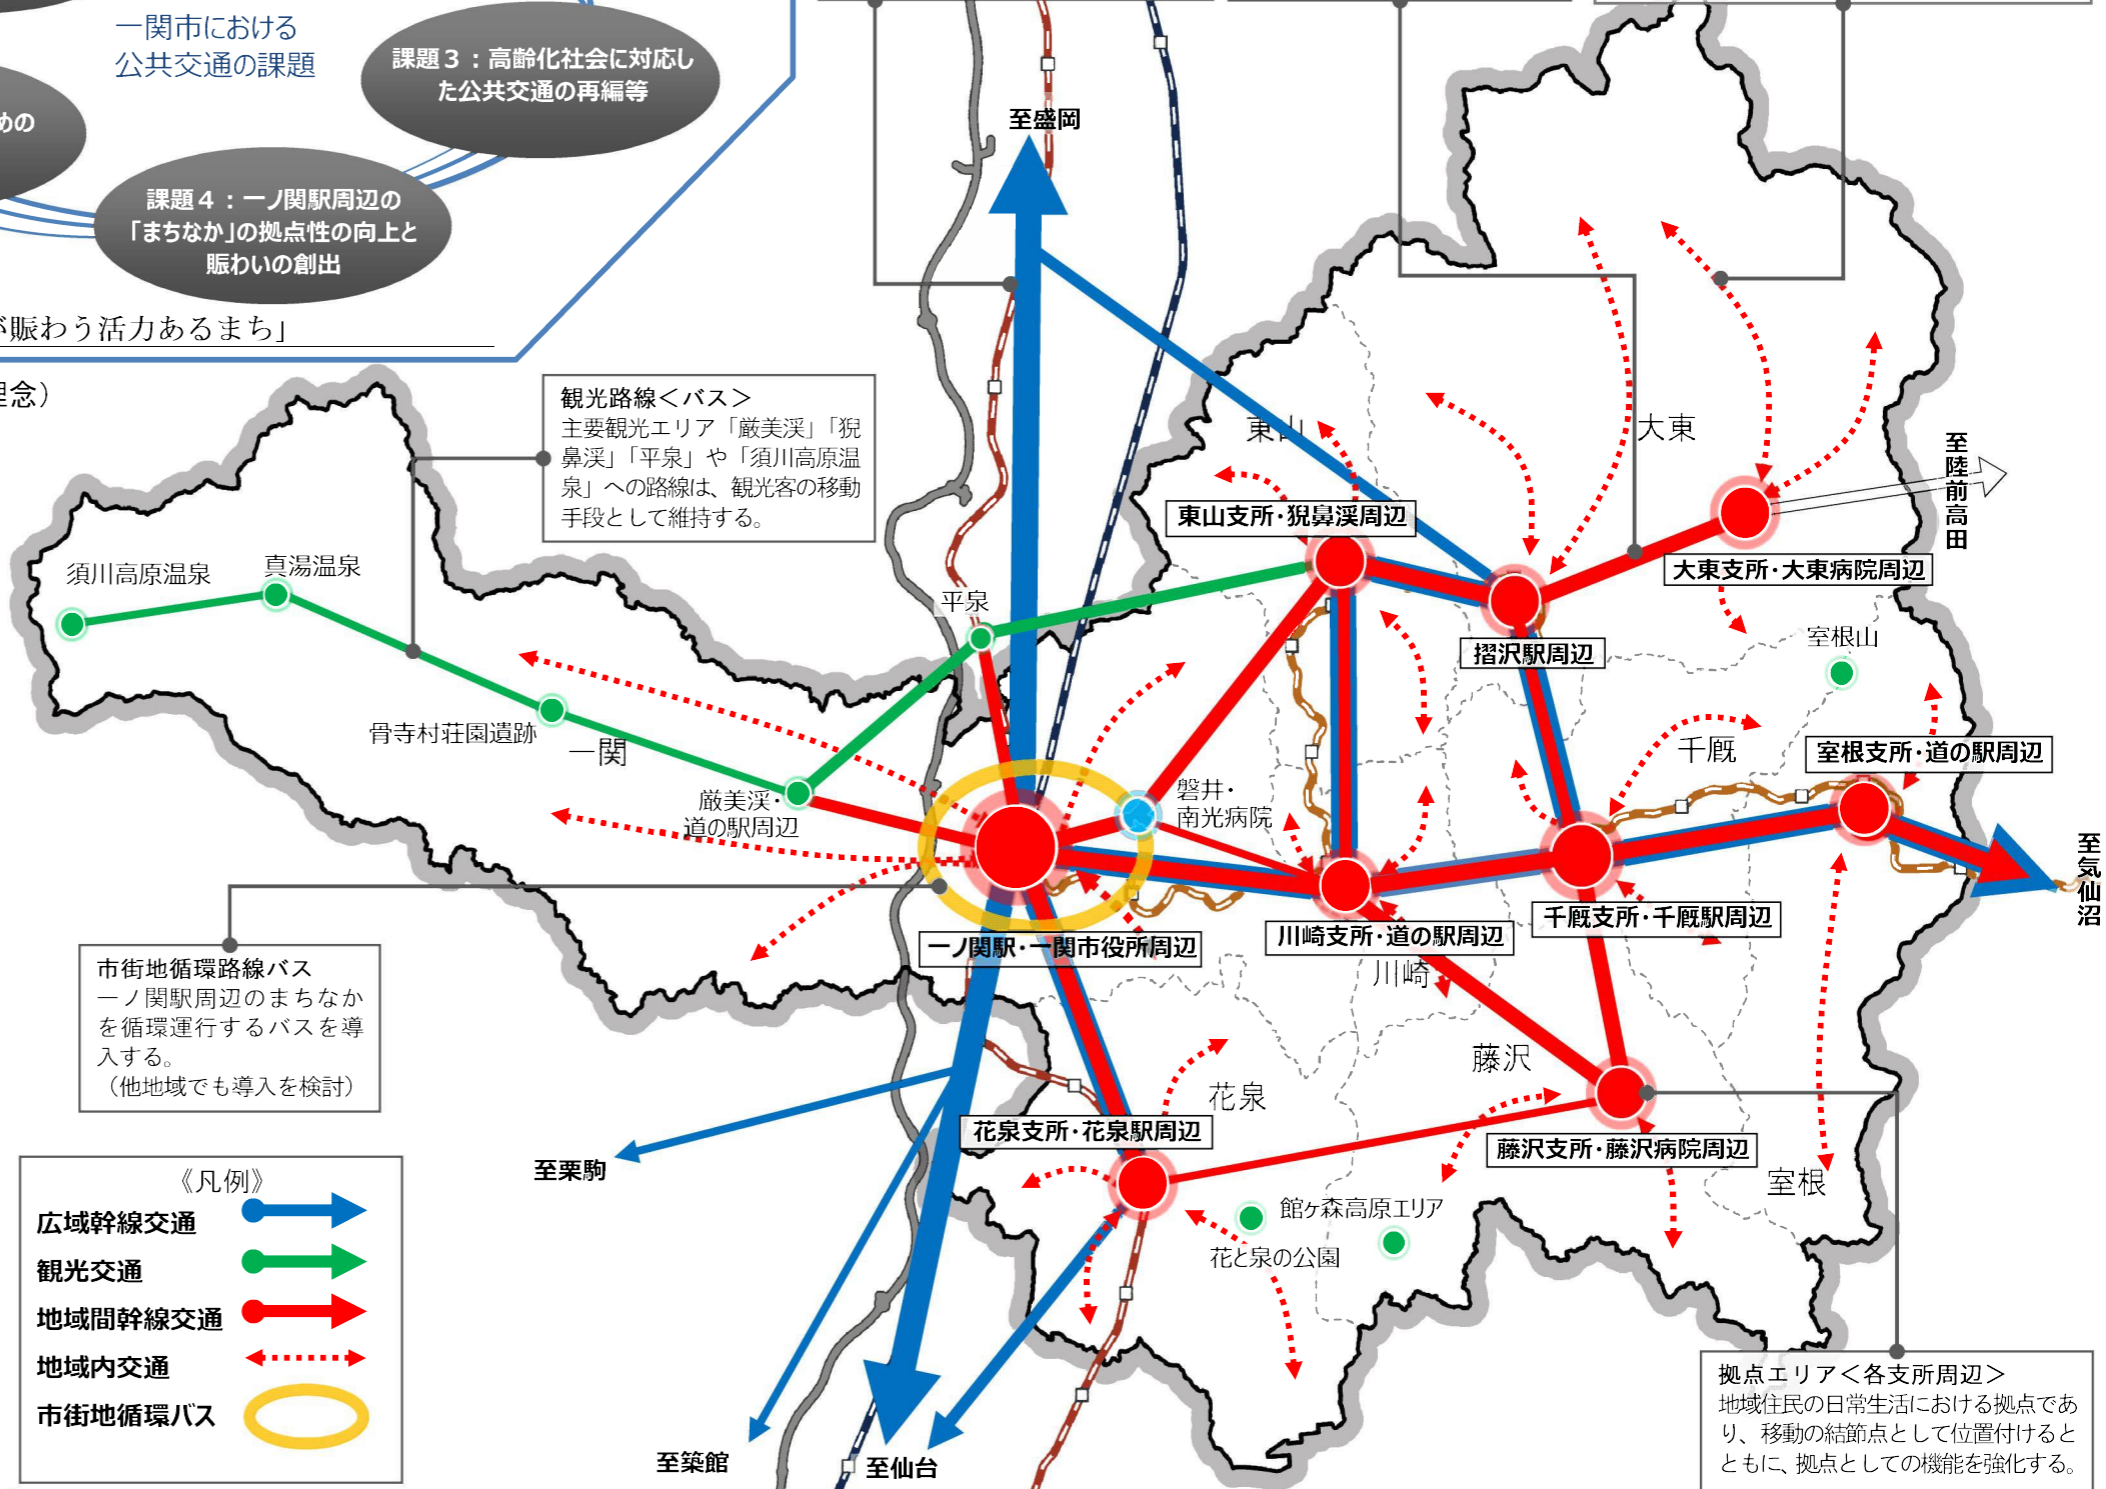 一関市における
公共交通の課題
課題3：高齢化社会に対応し
た公共交通の再編等
めの
課題4：一ノ関駅周辺の
「まちなか」の拠点性の向上と
賑わいの創出
が賑わう活力あるまち」
理念）
観光路線＜バス＞
主要観光エリア「厳美渓」「猊
鼻渓」「平泉」や「須川高原温
泉」への路線は、観光客の移動
手段として維持する。
至盛岡
東山
大東
至陸前高田
東山支所・猊鼻渓周辺
大東支所・大東病院周辺
須川高原温泉
真湯温泉
平泉
摺沢駅周辺
室根山
骨寺村荘園遺跡
一関
千厩
室根支所・道の駅周辺
厳美渓・
道の駅周辺
磐井・
南光病院
至気仙沼
千厩支所・千厩駅周辺
川崎支所・道の駅周辺
一ノ関駅・一関市役所周辺
川崎
市街地循環路線バス
一ノ関駅周辺のまちなか
を循環運行するバスを導
入する。
（他地域でも導入を検討）
藤沢
花泉
花泉支所・花泉駅周辺
藤沢支所・藤沢病院周辺
至栗駒
室根
館ヶ森高原エリア
花と泉の公園
《凡例》
広域幹線交通
観光交通
地域間幹線交通
地域内交通
市街地循環バス
至築館
至仙台
拠点エリア＜各支所周辺＞
地域住民の日常生活における拠点であ
り、移動の結節点として位置付けると
ともに、拠点としての機能を強化する。